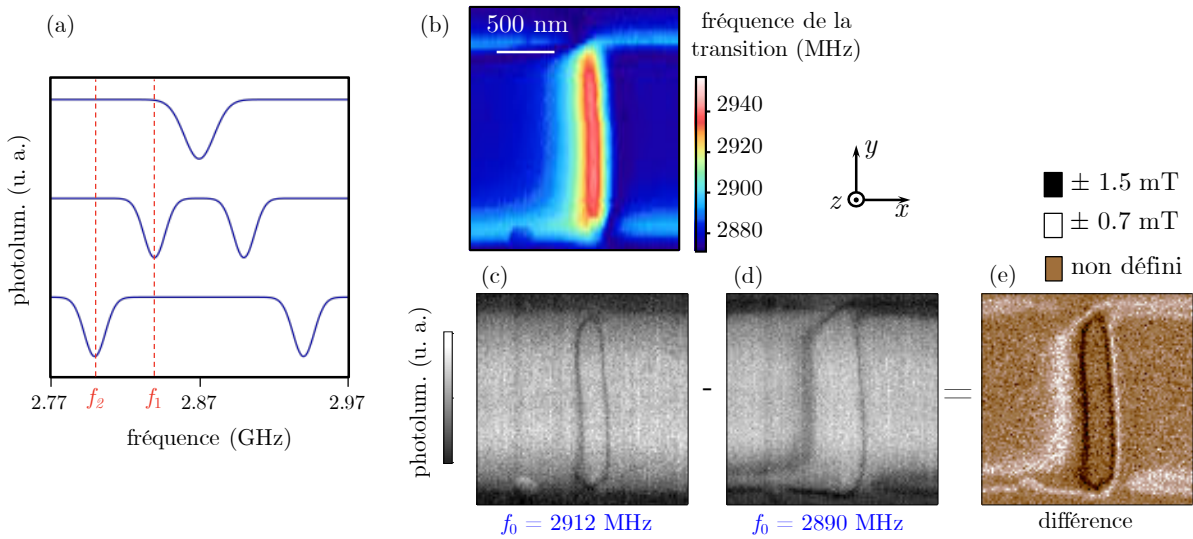 (a)
photolum. (u. a.)
2.77
f2
f1
2.87
2.97
fréquence (GHz)
(b)
500 nm
fréquence de la
transition (MHz)
2940
2920
2900
2880
y
z
x
± 1.5 mT
± 0.7 mT
non défini
(c)
(d)
(e)
photolum. (u. a.)
-
=
f0 = 2912 MHz
f0 = 2890 MHz
différence